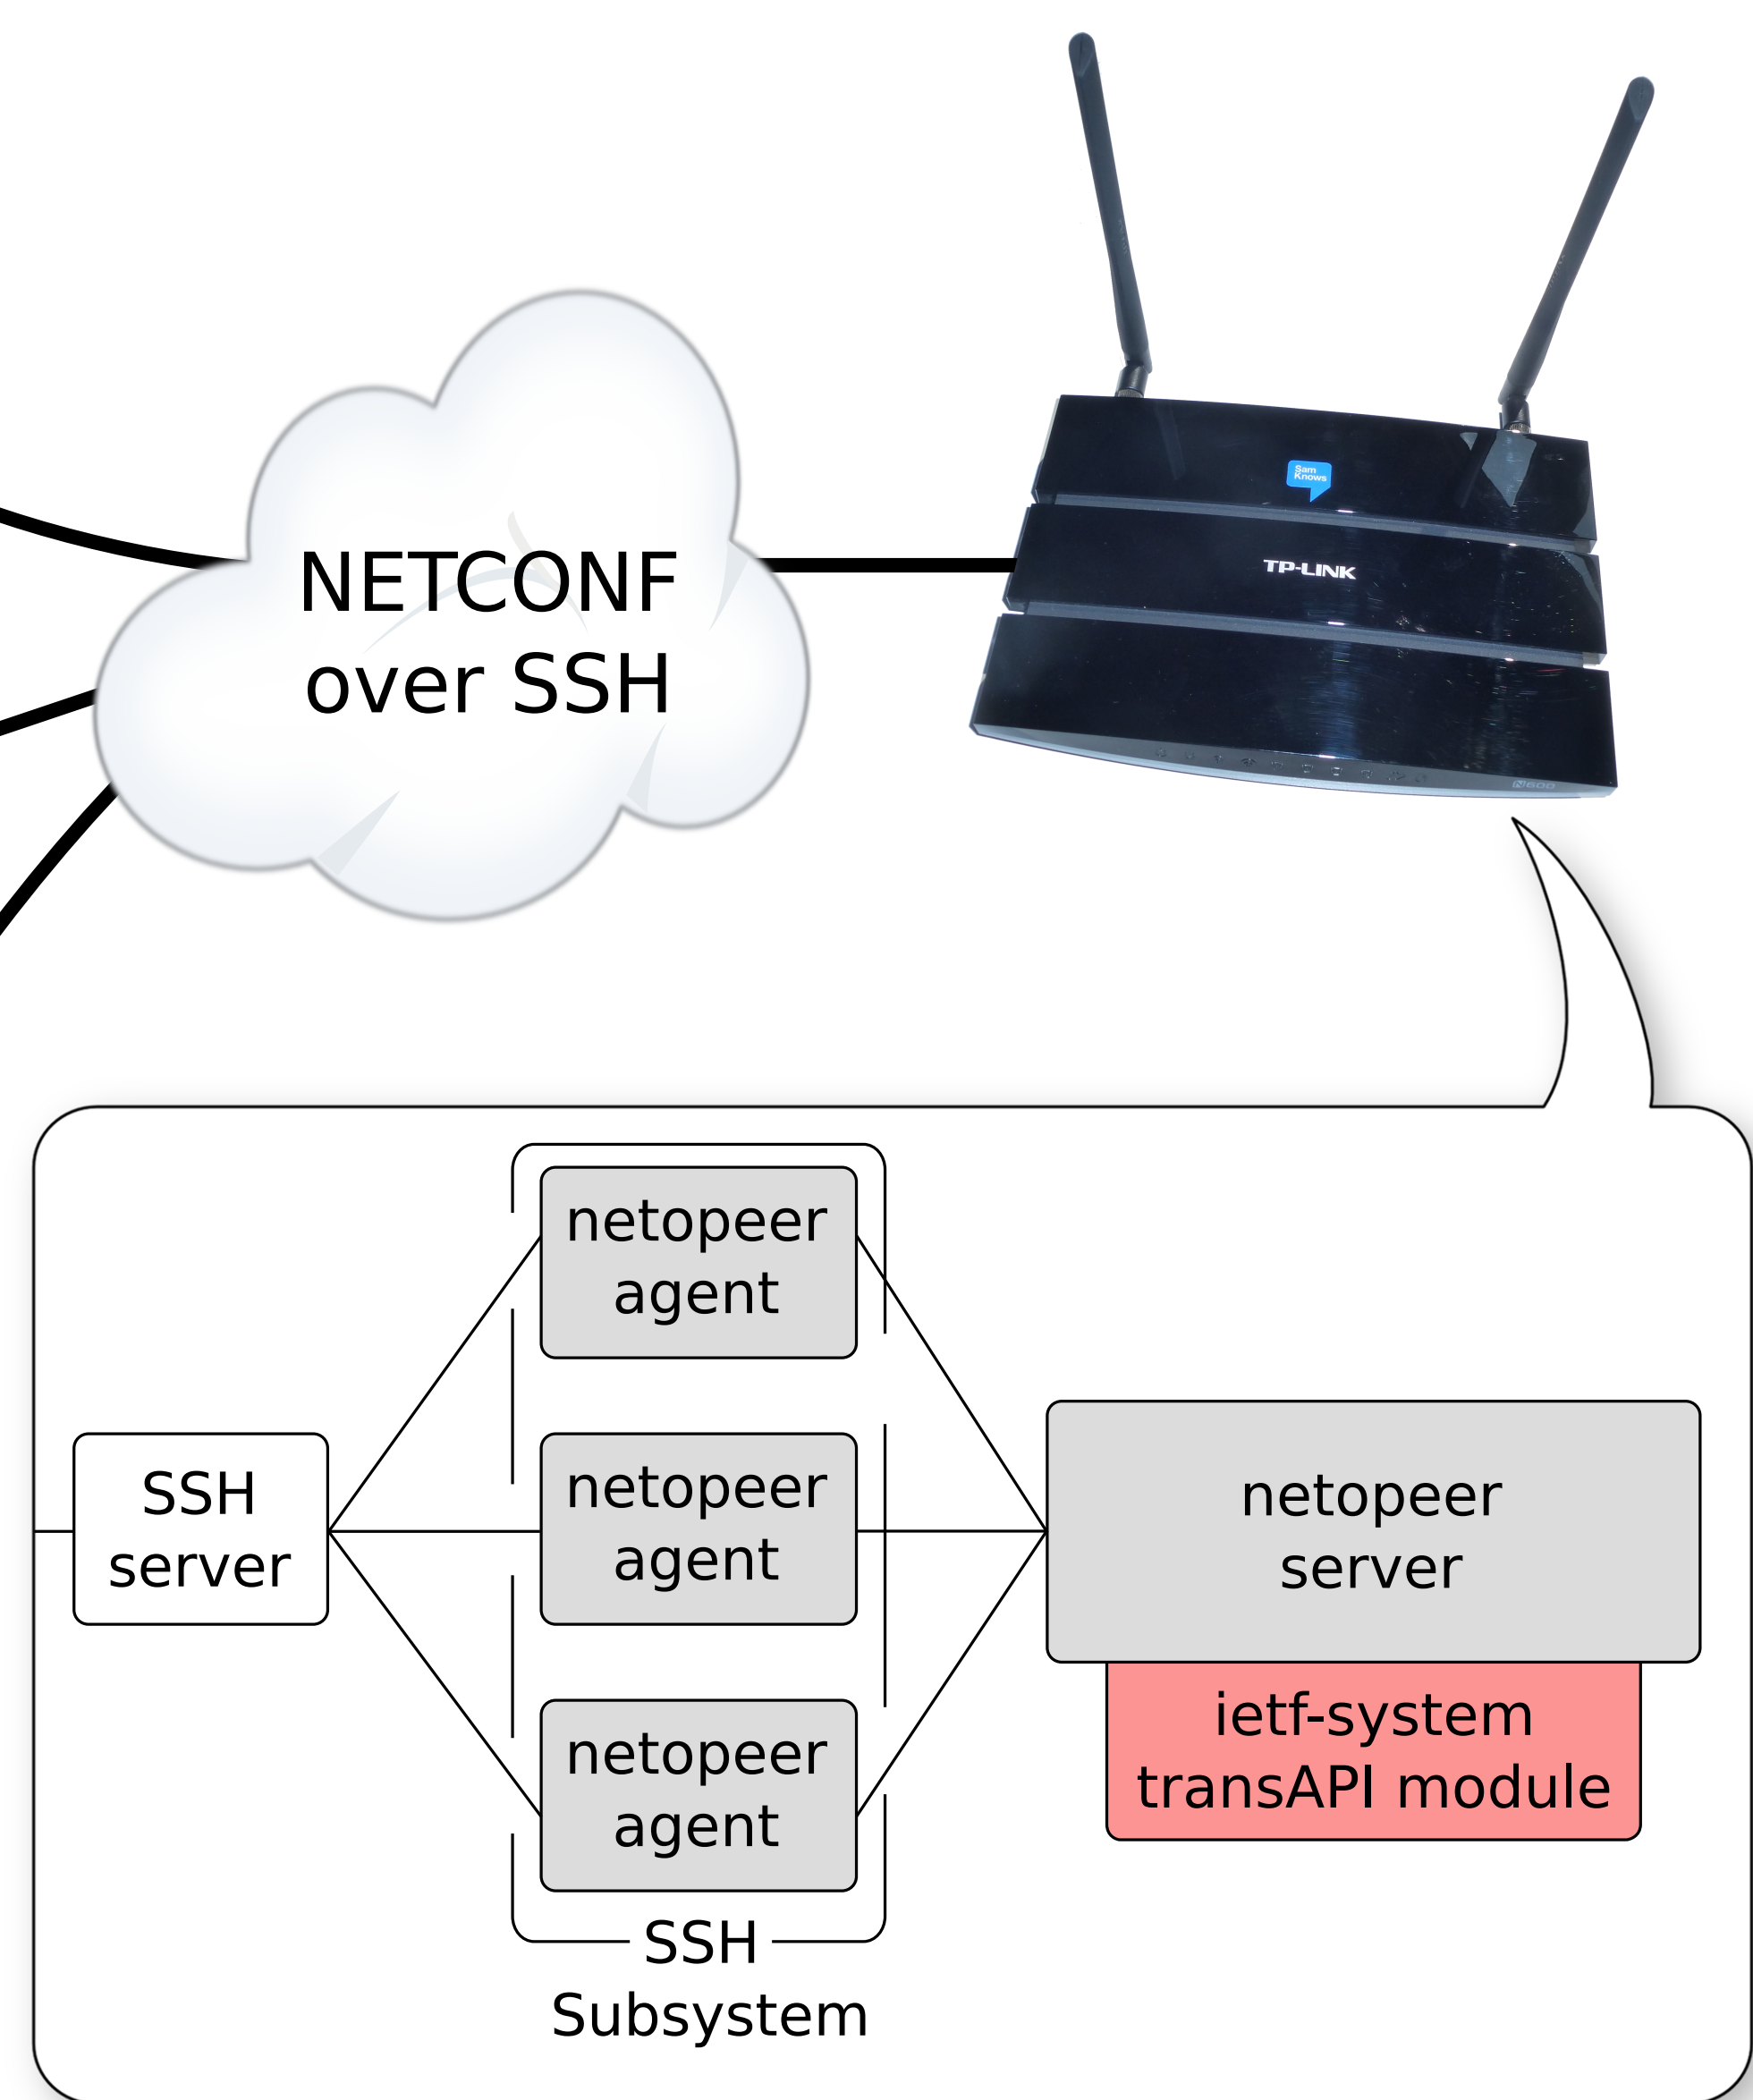 Sam
Knows
NETCONF
over SSH
TP-LINK
N600
netopeer
agent
netopeer
agent
SSH
server
netopeer
server
netopeer
agent
ietf-system
transAPI module
SSH
Subsystem